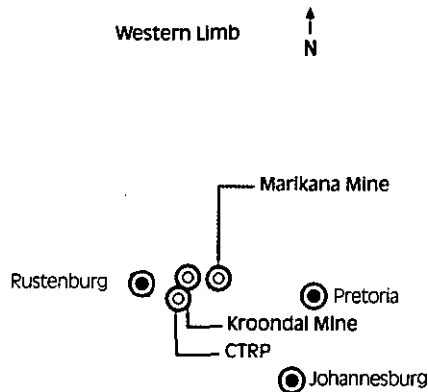 Western Limb
N
Marikana Mine
Rustenburg
Pretoria
Kroondal Mine
CTRP
Johannesburg